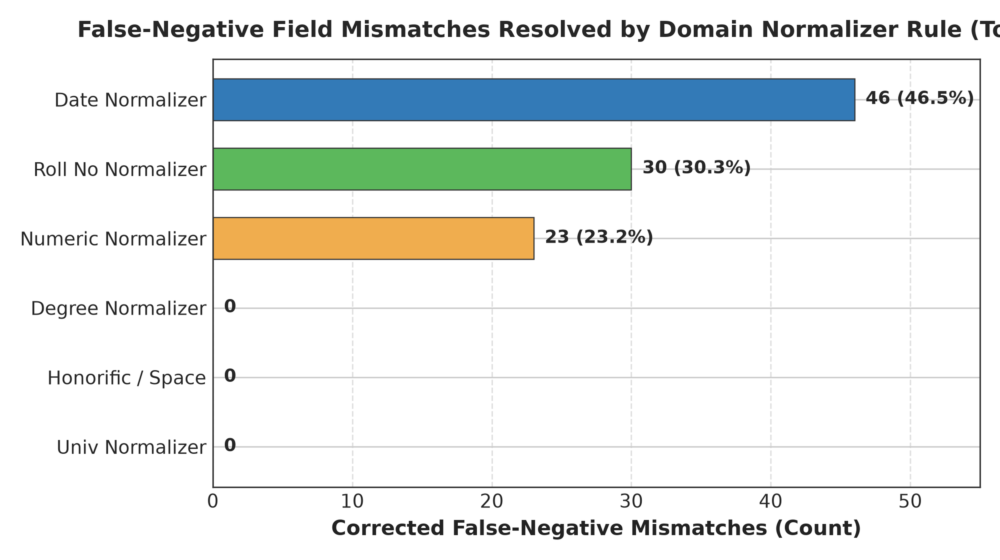 False-Negative Field Mismatches Resolved by Domain Normalizer Rule
Date Normalizer 46 (46.5%)
Roll No Normalizer 30 (30.3%)
Numeric Normalizer 23 (23.2%)
Degree Normalizer 0
Honorific / Space 0
Univ Normalizer 0
0 10 20 30 40 50
Corrected False-Negative Mismatches (Count)